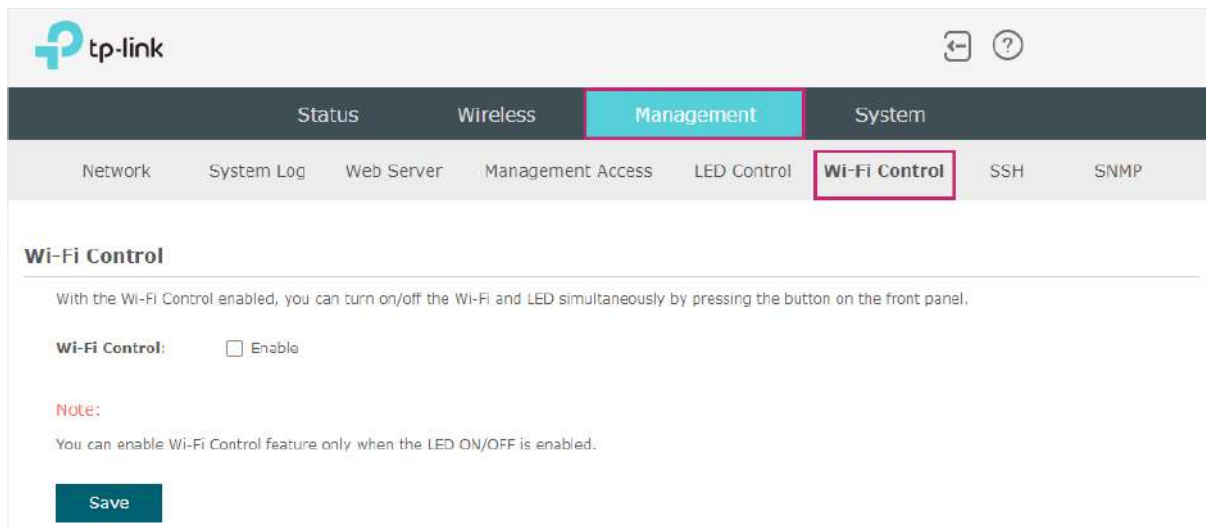 tp-link
Status Wireless Management System
Network System Log Web Server Management Access LED Control Wi-Fi Control SSH SNMP
Wi-Fi Control
With the Wi-Fi Control enabled, you can turn on/off the Wi-Fi and LED simultaneously by pressing the button on the front panel.
Wi-Fi Control: Enable
Note:
You can enable Wi-Fi Control feature only when the LED ON/OFF is enabled.
Save